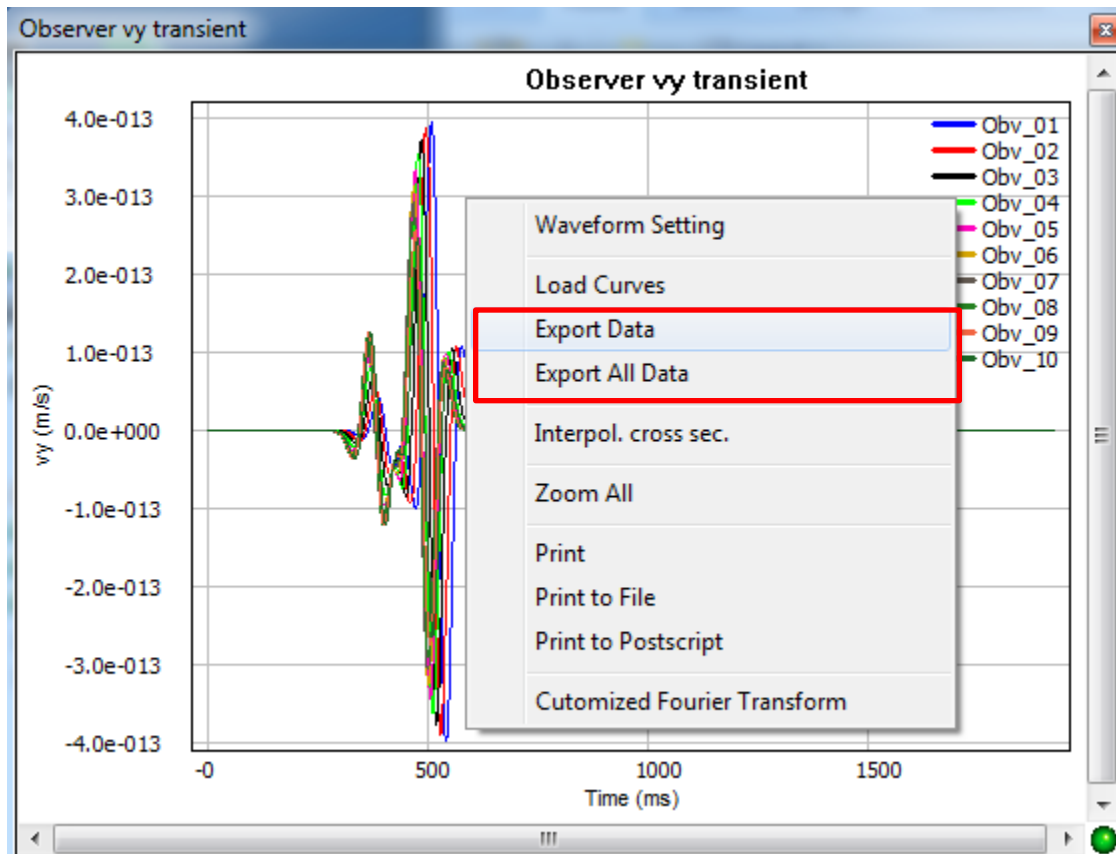 Observer vy transient
Observer vy transient
4.0e-013
3.0e-013
2.0e-013
1.0e-013
0.0e+000
-1.0e-013
-2.0e-013
-3.0e-013
-4.0e-013
vy (m/s)
Obv_01
Obv_02
Obv_03
Obv_04
Obv_05
Obv_06
Obv_07
Obv_08
Obv_09
Obv_10
Waveform Setting
Load Curves
Export Data
Export All Data
Interpol. cross sec.
Zoom All
Print
Print to File
Print to Postscript
Cutomized Fourier Transform
-0 500 1000 1500
Time (ms)